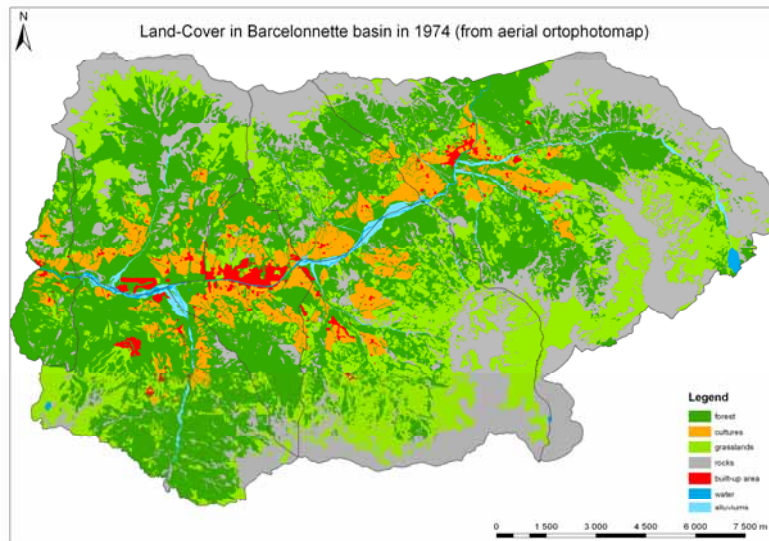 N
Land-Cover in Barcelonnette basin in 1974 (from aerial ortophotomap)
Legend
forest
cultures
grasslands
rocks
built-up area
water
alluviums
0 1 500 3 000 4 500 6 000 7 500 m